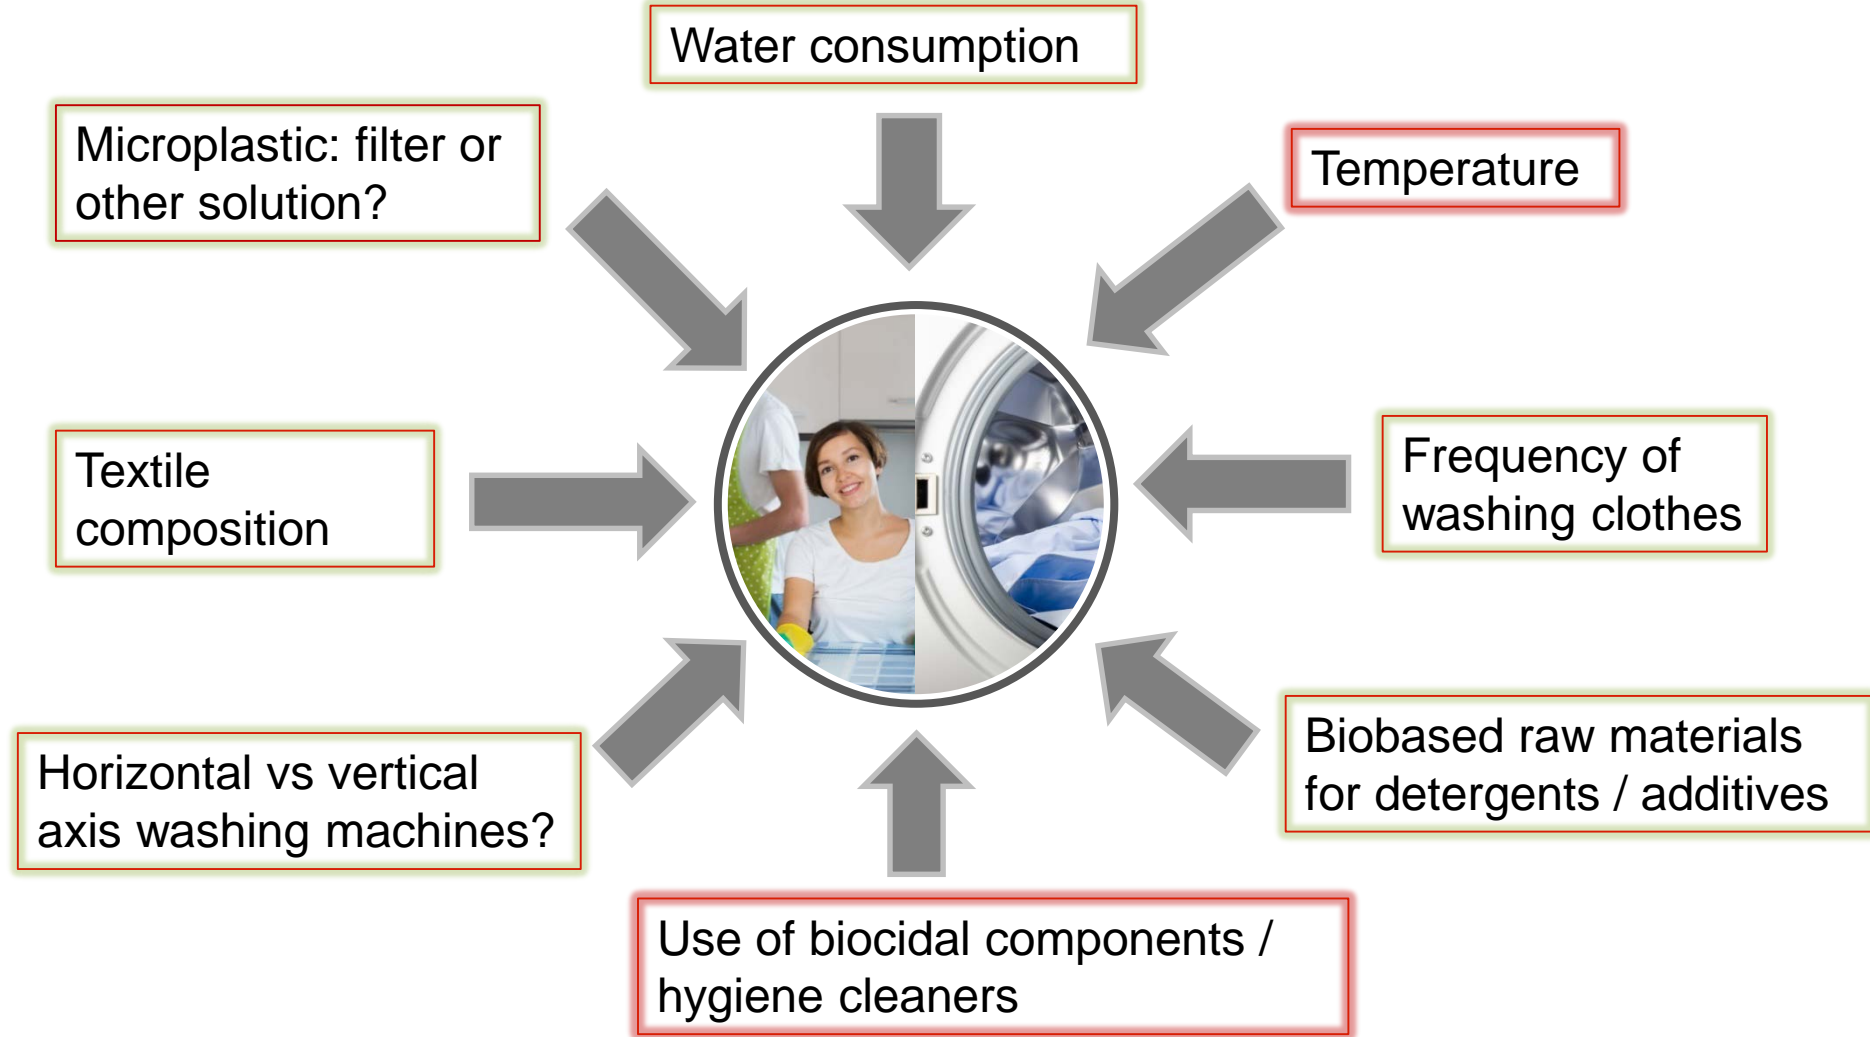 Water consumption
Microplastic: filter or
other solution?
Temperature
Textile
composition
Frequency of
washing clothes
Horizontal vs vertical
axis washing machines?
Biobased raw materials
for detergents / additives
Use of biocidal components /
hygiene cleaners